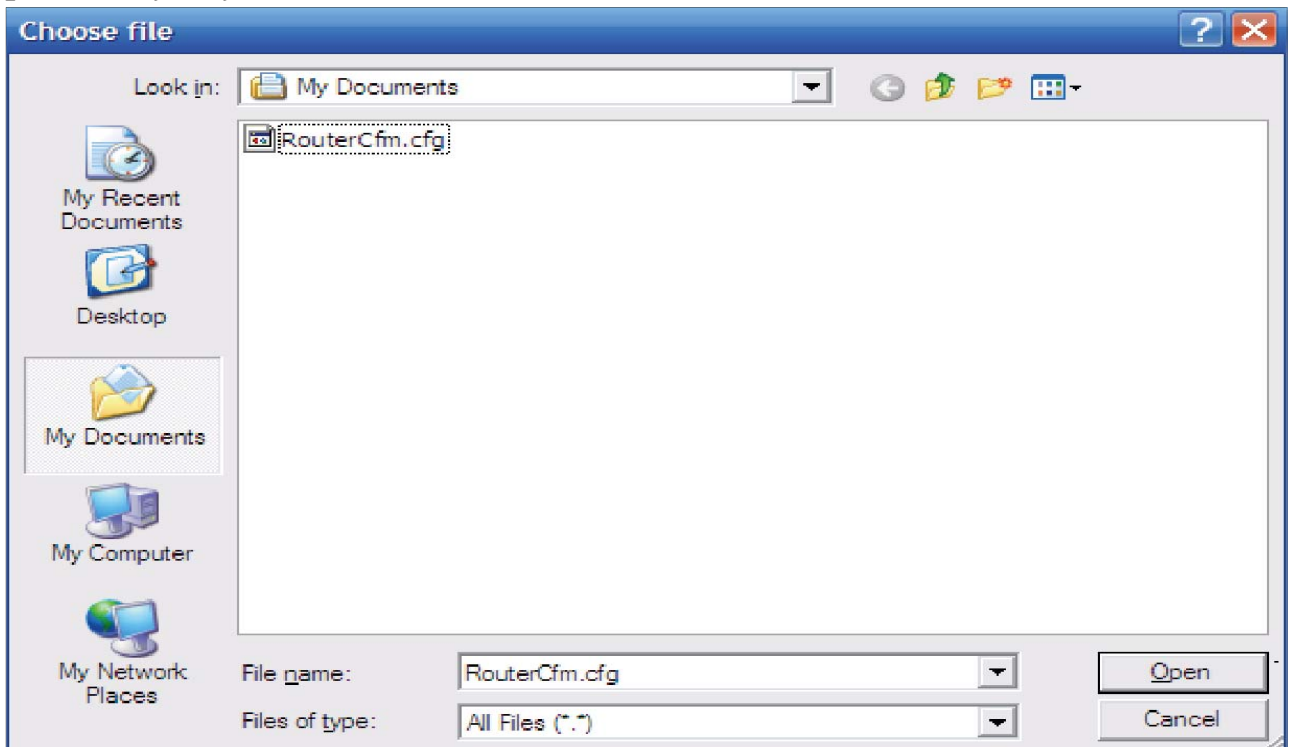 Choose file
Look in:
My Documents
RouterCfm.cfg
My Recent
Documents
Desktop
My Documents
My Computer
My Network
Places
File name:
RouterCfm.cfg
Open
Files of type:
All Files (*.*)
Cancel